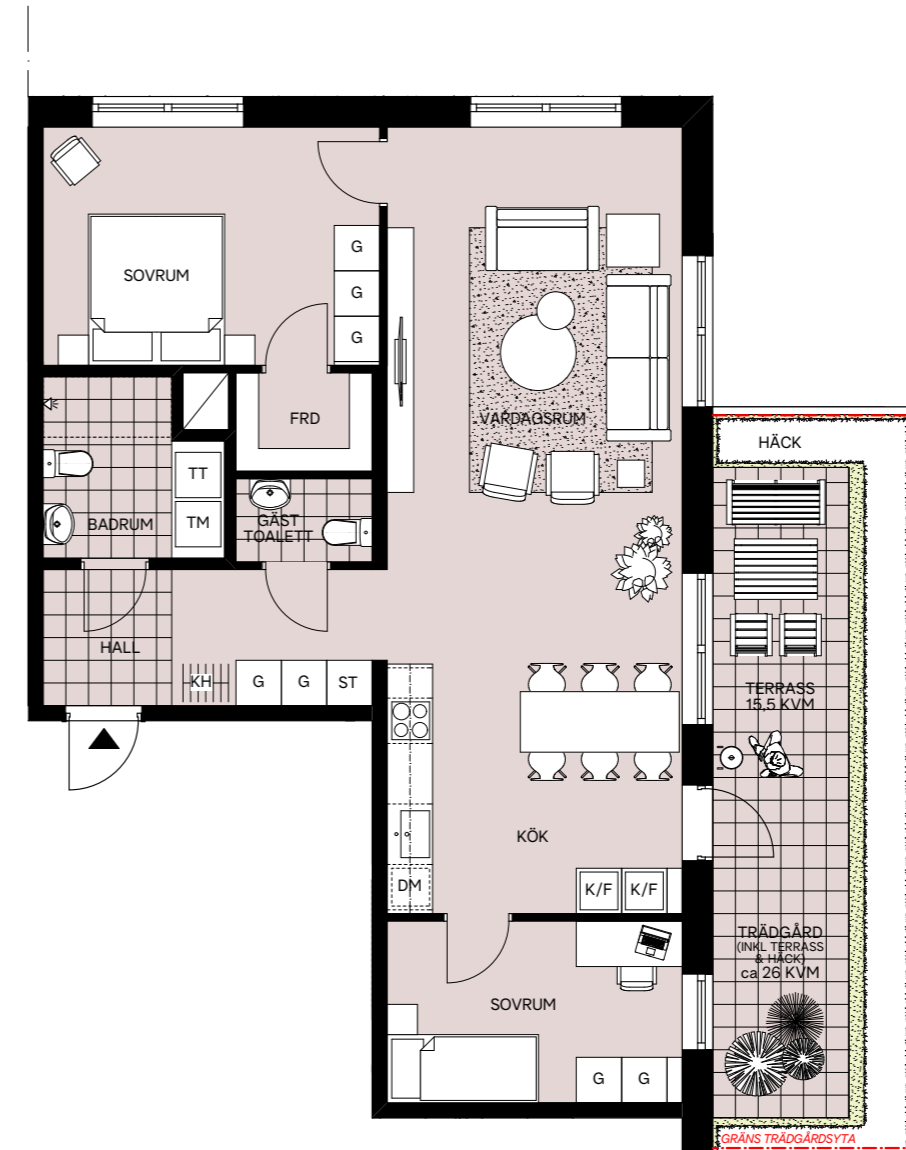 SOVRUM
G
G
G
FRD
VARDAGSRUM
HÄCK
TT
TM
BADRUM
GÄST
TOALETT
HALL
KH
G
G
ST
TERRASS
15,5 KVM
KÖK
DM
K/F
K/F
TRÄDGÅRD
(INKL TERRASS
& HÄCK)
ca 26 KVM
SOVRUM
G
G
GRÄNS TRÄDGÅRDSYTA